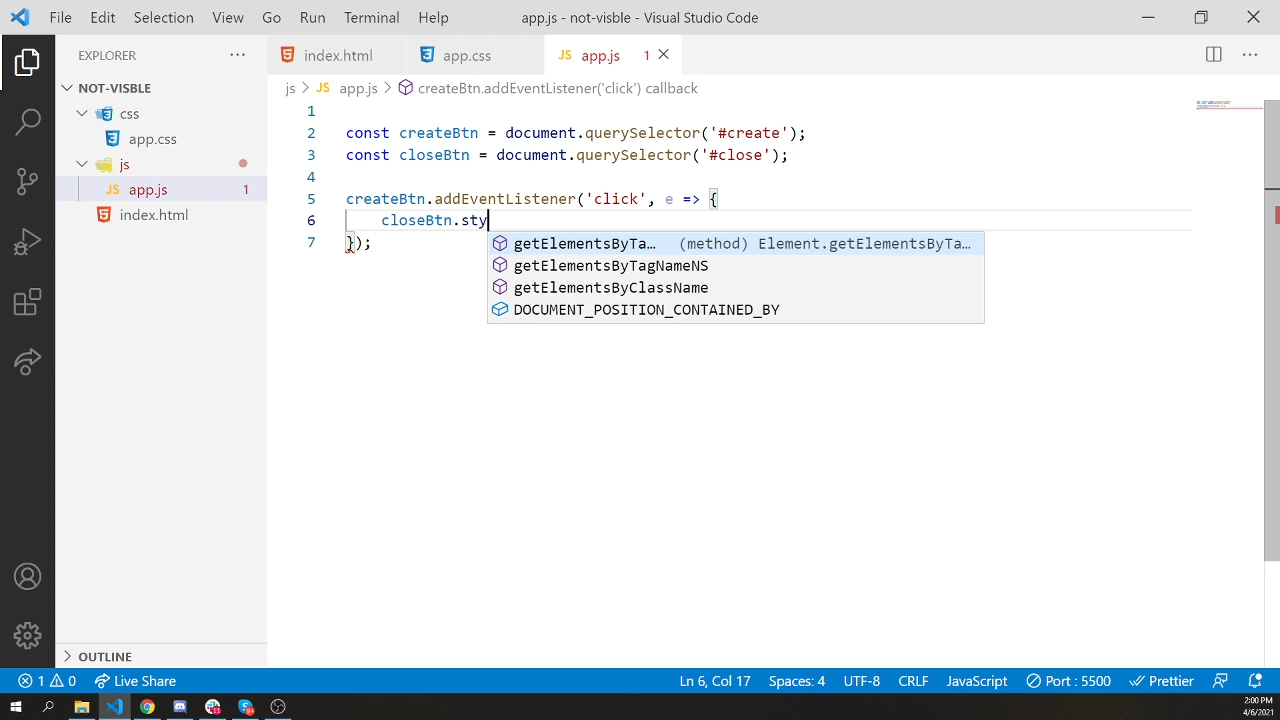 File Edit Selection View Go Run Terminal Help app.js - not-visble - Visual Studio Code
EXPLORER ··· index.html app.css JS app.js 1
NOT-VISBLE
js > JS app.js > createBtn.addEventListener('click') callback
css
app.css
js
JS app.js 1
index.html
1
2 const createBtn = document.querySelector('#create');
3 const closeBtn = document.querySelector('#close');
4
5 createBtn.addEventListener('click', e => {
6 closeBtn.sty
7 });
getElementsByTa… (method) Element.getElementsByTa…
getElementsByTagNameNS
getElementsByClassName
DOCUMENT_POSITION_CONTAINED_BY
OUTLINE
1 0 Live Share Ln 6, Col 17 Spaces: 4 UTF-8 CRLF JavaScript Port : 5500 Prettier
2:00 PM
4/6/2021